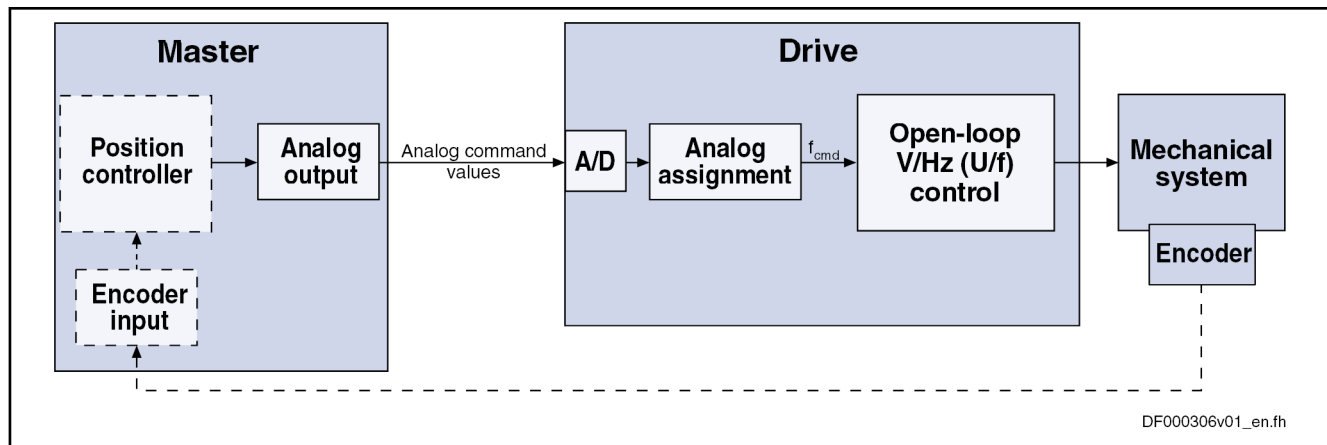 Master
Position
controller
Analog
output
Encoder
input
Analog command
values
Drive
A/D
Analog
assignment
fcmd
Open-loop
V/Hz (U/f)
control
Mechanical
system
Encoder
DF000306v01_en.fh